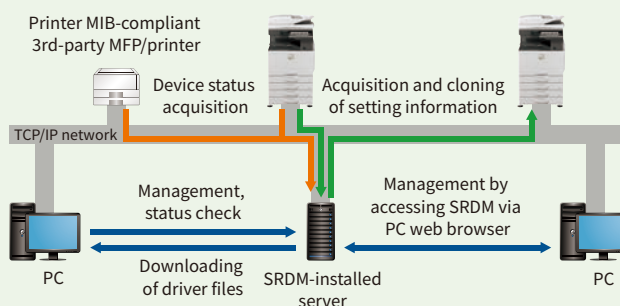 Printer MIB-compliant
3rd-party MFP/printer
Device status
acquisition
Acquisition and cloning
of setting information
TCP/IP network
Management,
status check
Management by
accessing SRDM via
PC web browser
Downloading
of driver files
PC
SRDM-installed
server
PC